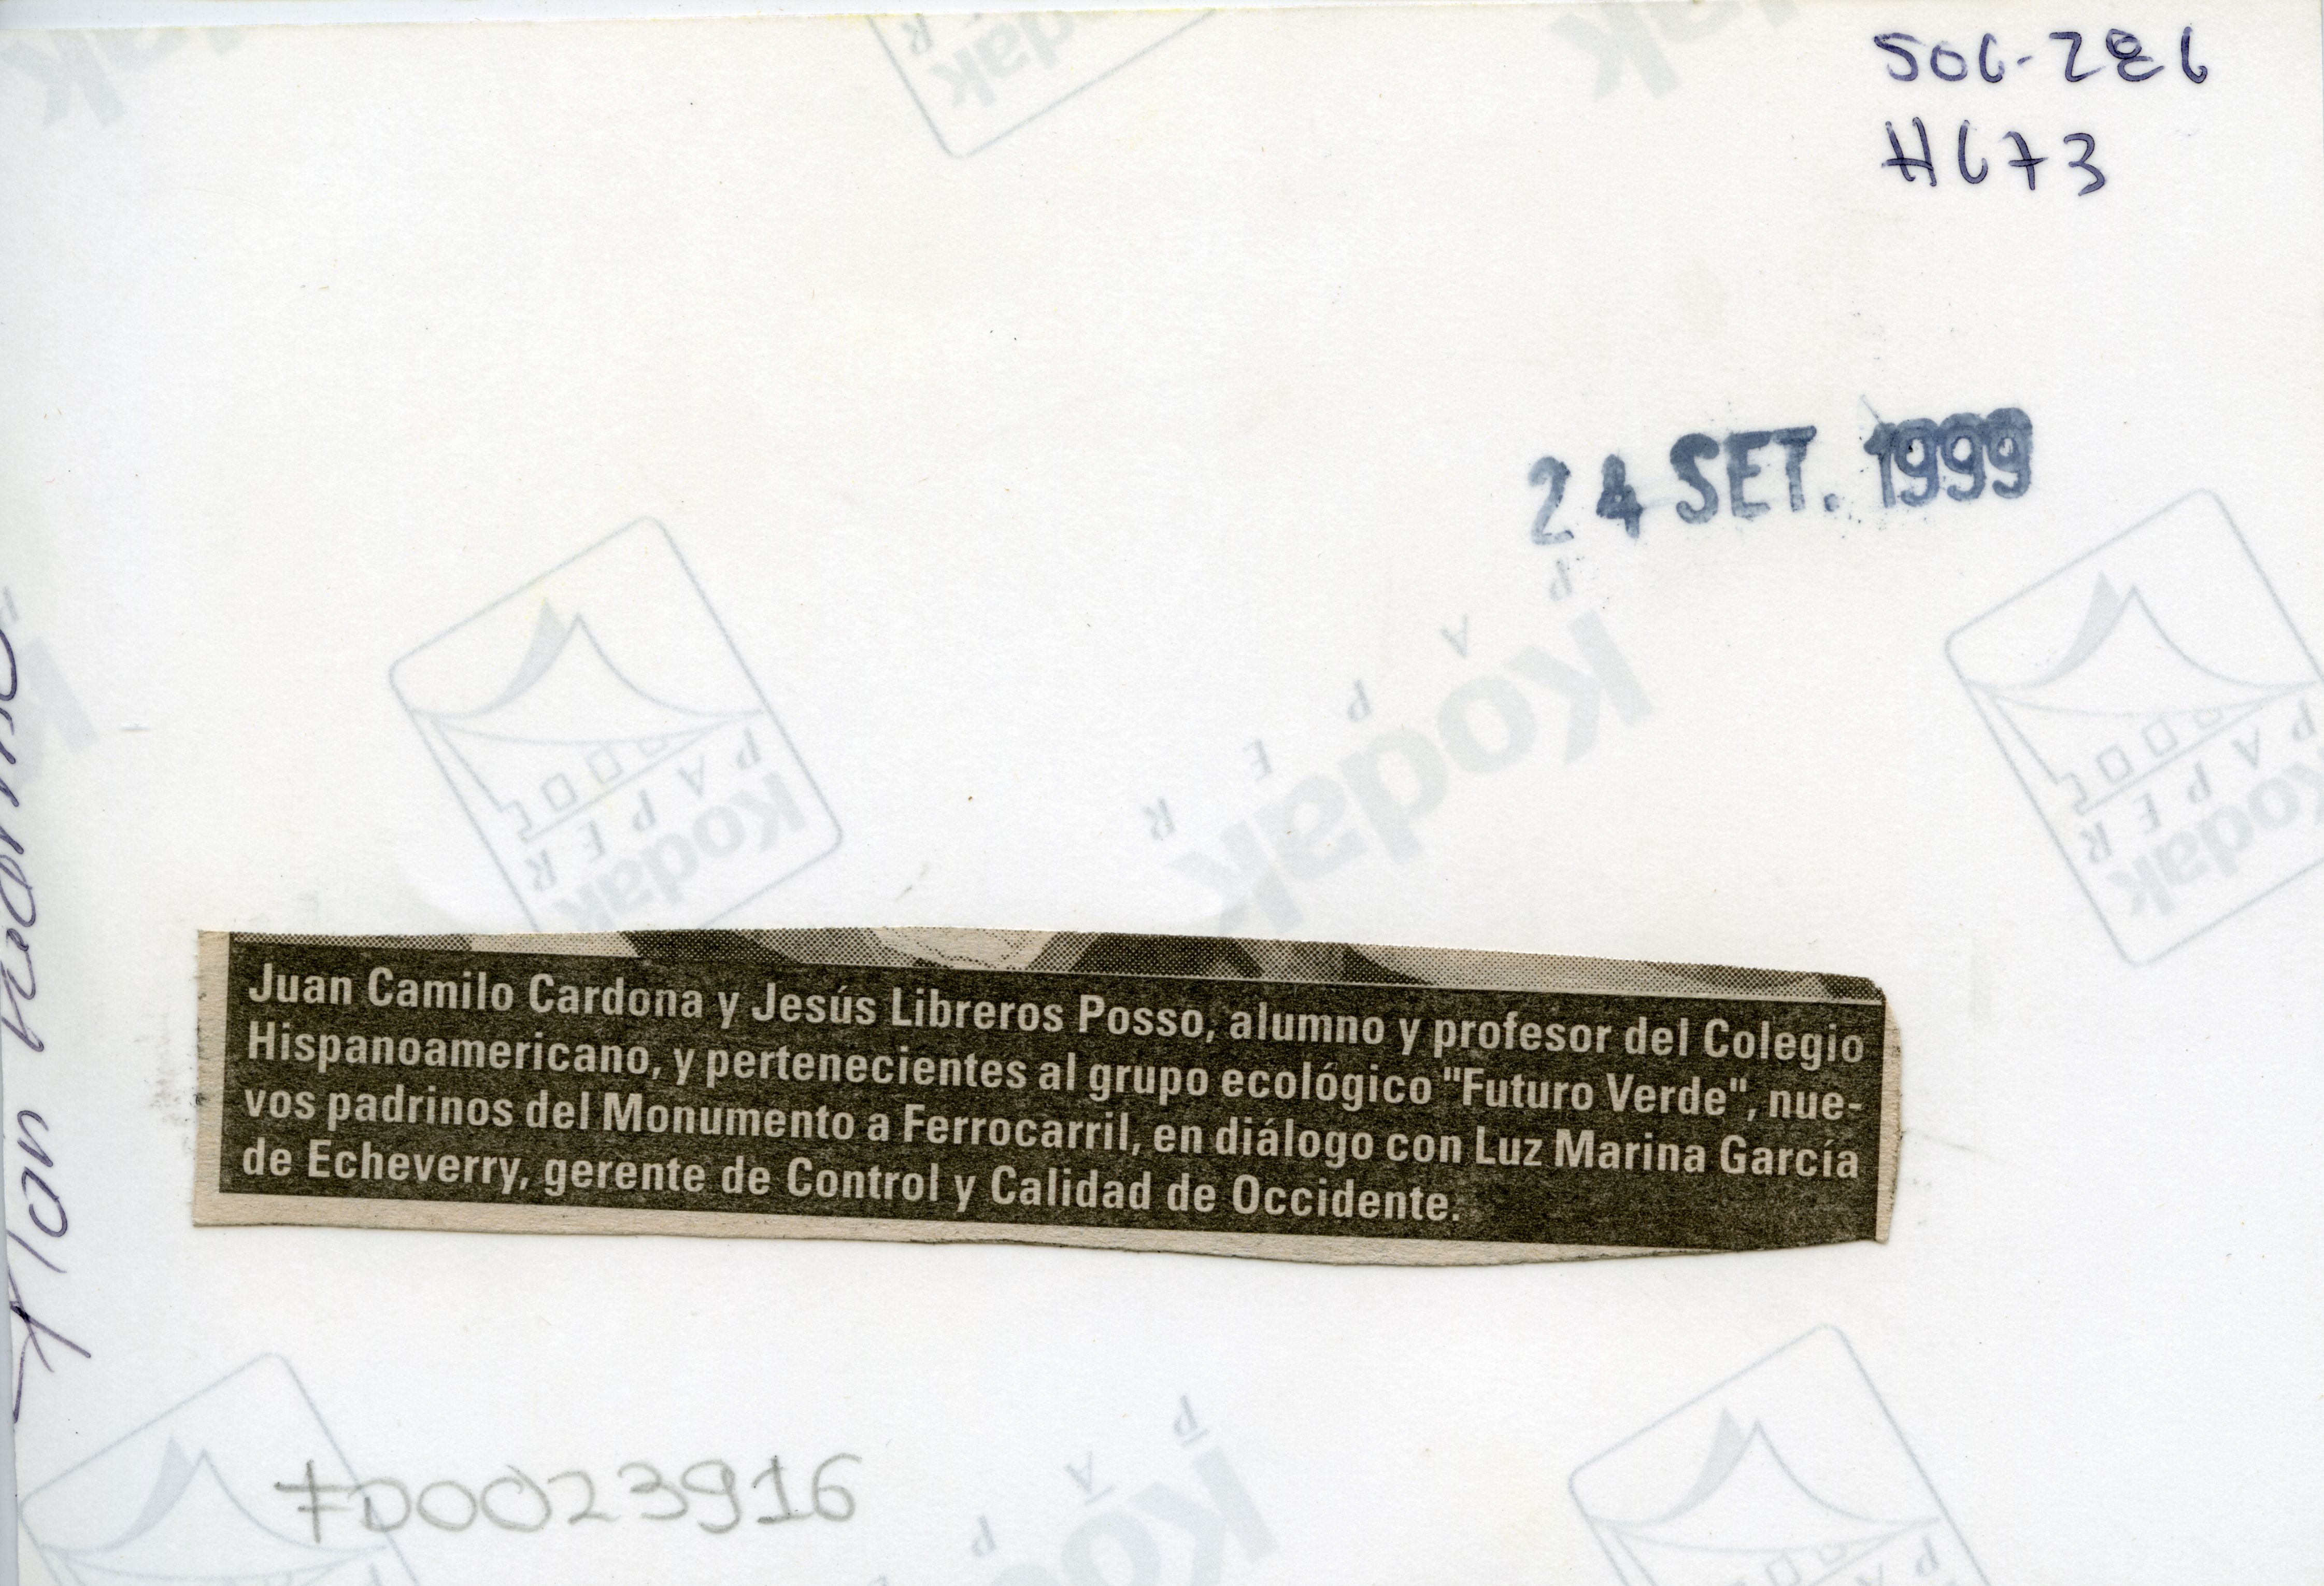 SOC-286
H673
24 SET. 1999
Juan Camilo Cardona y Jesús Libreros Posso, alumno y profesor del Colegio
Hispanoamericano, y pertenecientes al grupo ecológico "Futuro Verde", nue-
vos padrinos del Monumento a Ferrocarril, en diálogo con Luz Marina García
de Echeverry, gerente de Control y Calidad de Occidente.
FD0023916
Kodak
PAPER